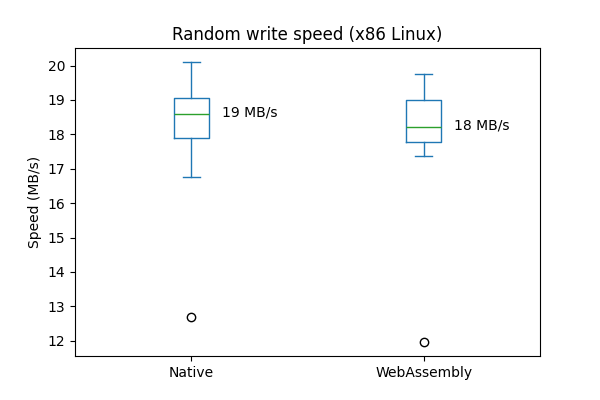 Random write speed (x86 Linux)
Speed (MB/s)
20
19
18
17
16
15
14
13
12
19 MB/s
18 MB/s
Native
WebAssembly